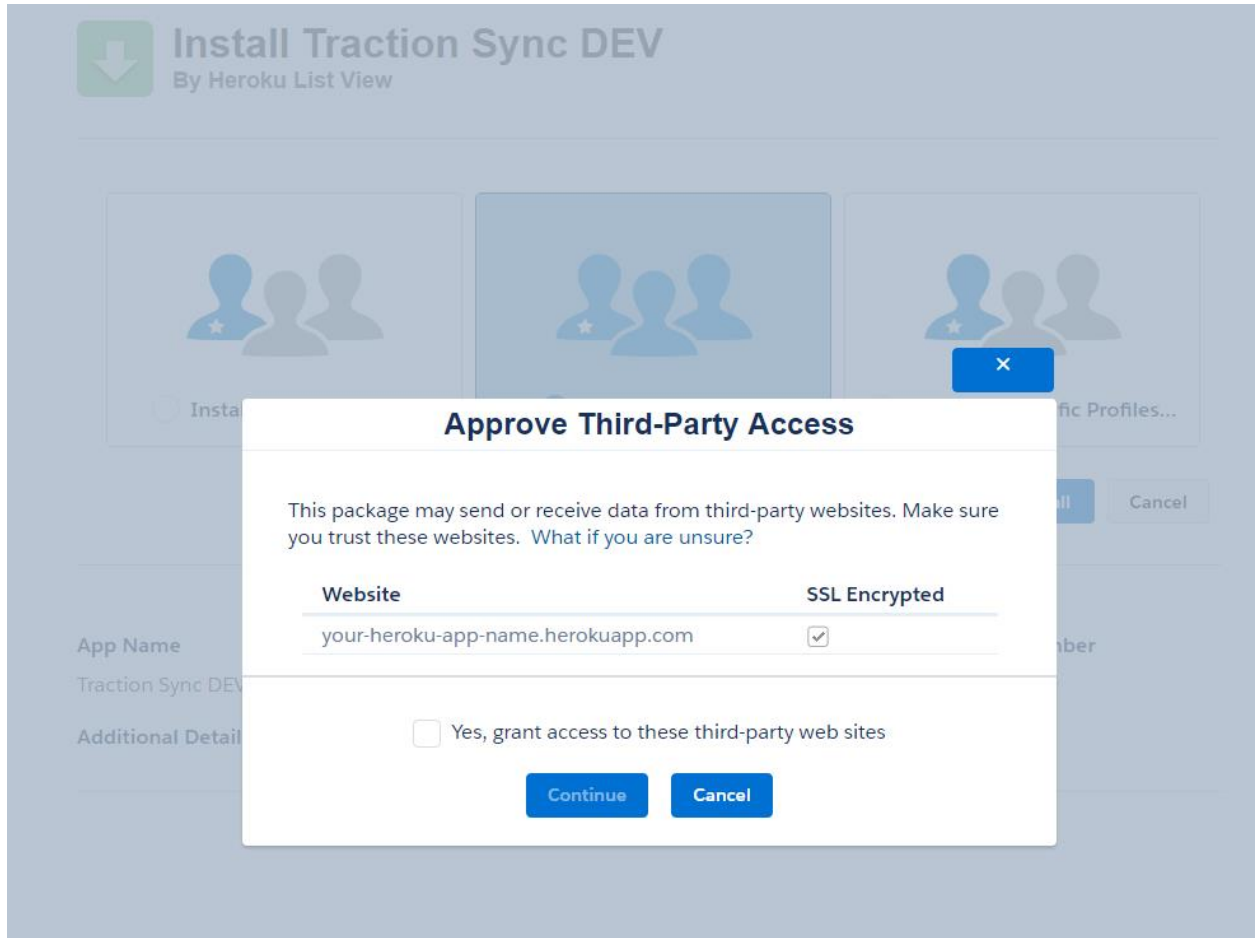 Install Traction Sync DEV
By Heroku List View
Insta
fic Profiles...
Approve Third-Party Access
ll
Cancel
This package may send or receive data from third-party websites. Make sure
you trust these websites. What if you are unsure?
Website SSL Encrypted
your-heroku-app-name.herokuapp.com
App Name
mber
Traction Sync DEV
Additional Detail
Yes, grant access to these third-party web sites
Continue Cancel